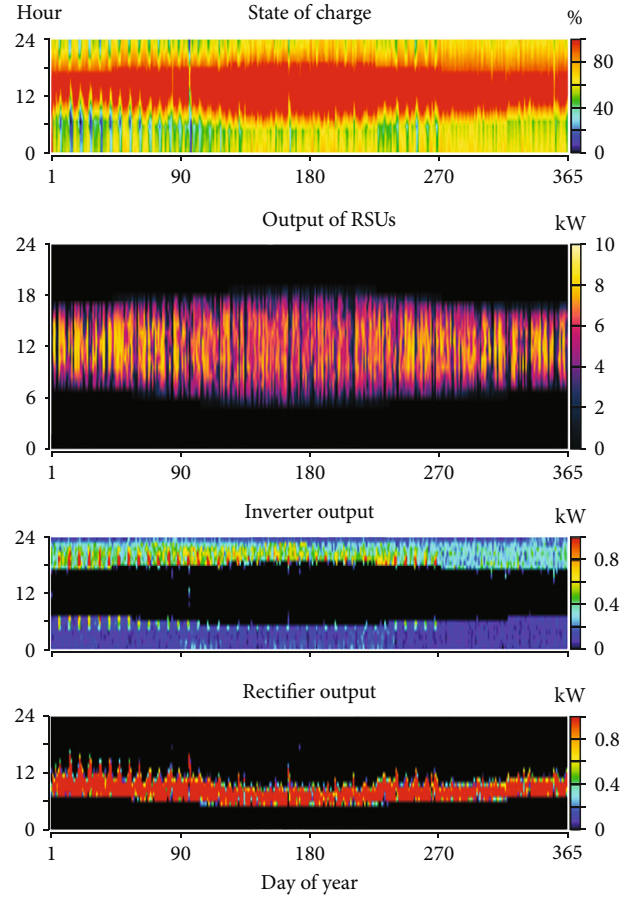 Hour State of charge %
24
80
12
40
0 0
1 90 180 270 365
Output of RSUs kW
24 10
8
18
6
12
4
6
2
0 0
1 90 180 270 365
Inverter output kW
24
0.8
12
0.4
0 0
1 90 180 270 365
Rectifier output kW
24
0.8
12
0.4
0 0
1 90 180 270 365
Day of year